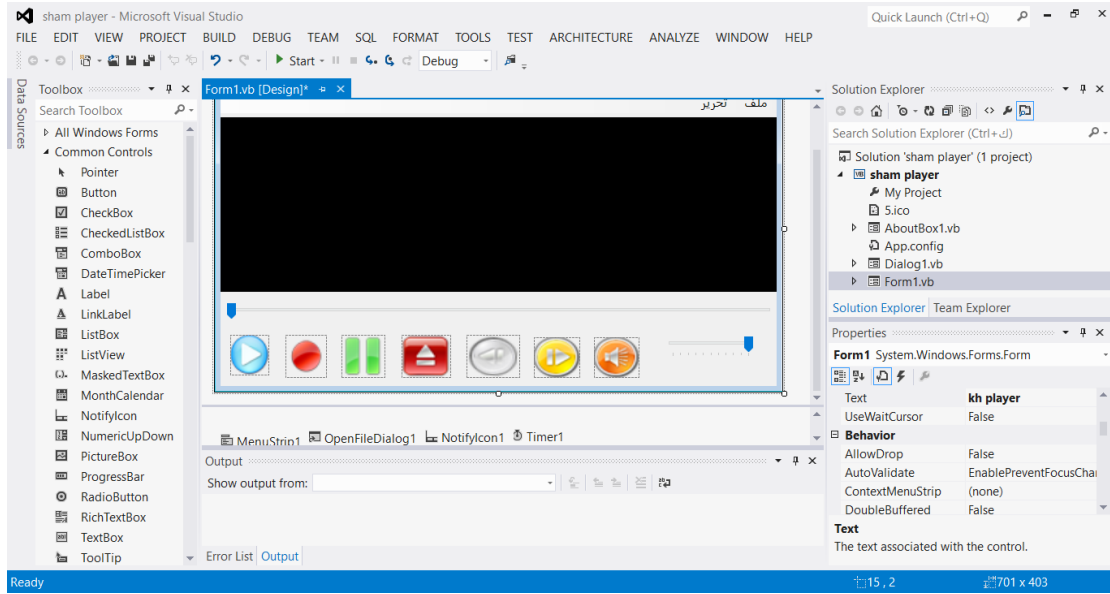 sham player - Microsoft Visual Studio
Quick Launch (Ctrl+Q)
FILE EDIT VIEW PROJECT BUILD DEBUG TEAM SQL FORMAT TOOLS TEST ARCHITECTURE ANALYZE WINDOW HELP
Start
Debug
Data Sources
Toolbox
Search Toolbox
All Windows Forms
Common Controls
Pointer
Button
CheckBox
CheckedListBox
ComboBox
DateTimePicker
Label
LinkLabel
ListBox
ListView
MaskedTextBox
MonthCalendar
NotifyIcon
NumericUpDown
PictureBox
ProgressBar
RadioButton
RichTextBox
TextBox
ToolTip
Form1.vb [Design]*
ملف تحرير
MenuStrip1 OpenFileDialog1 NotifyIcon1 Timer1
Output
Show output from:
Error List Output
Solution Explorer
Search Solution Explorer (Ctrl+ك)
Solution 'sham player' (1 project)
sham player
My Project
5.ico
AboutBox1.vb
App.config
Dialog1.vb
Form1.vb
Solution Explorer Team Explorer
Properties
Form1 System.Windows.Forms.Form
Text kh player
UseWaitCursor False
Behavior
AllowDrop False
AutoValidate EnablePreventFocusChan
ContextMenuStrip (none)
DoubleBuffered False
Text
The text associated with the control.
Ready
15 , 2
701 x 403